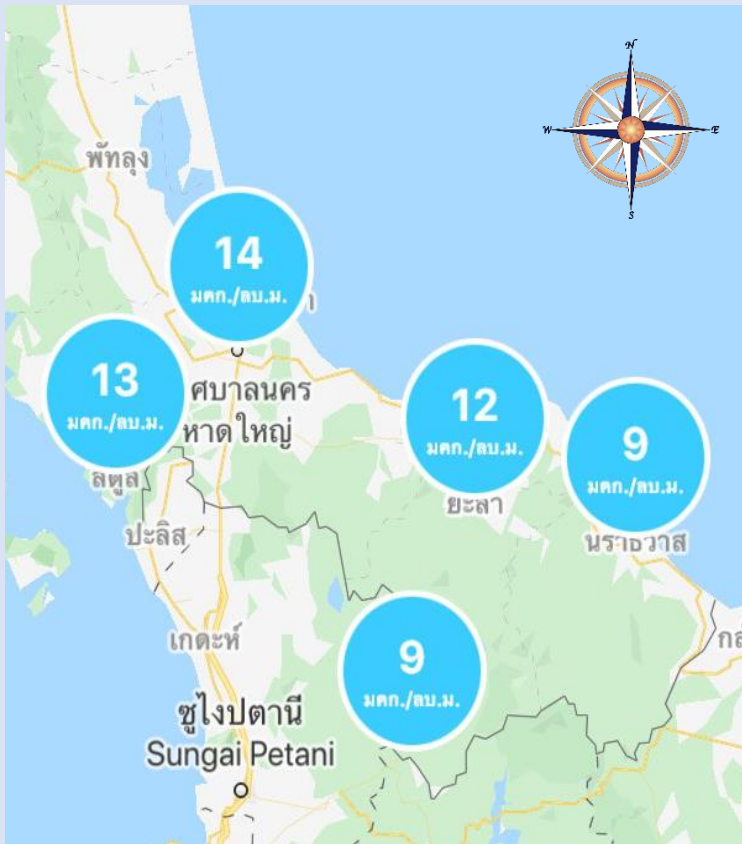 N
W
E
S
พัทลุง
14
มคก./ลบ.ม.
า
13
มคก./ลบ.ม.
ศบาลนคร
หาดใหญ่
12
มคก./ลบ.ม.
9
มคก./ลบ.ม.
สตูล
ยะลา
ปะลิส
นราธิวาส
เกดะห์
กล
9
มคก./ลบ.ม.
ซูไงปตานี
Sungai Petani